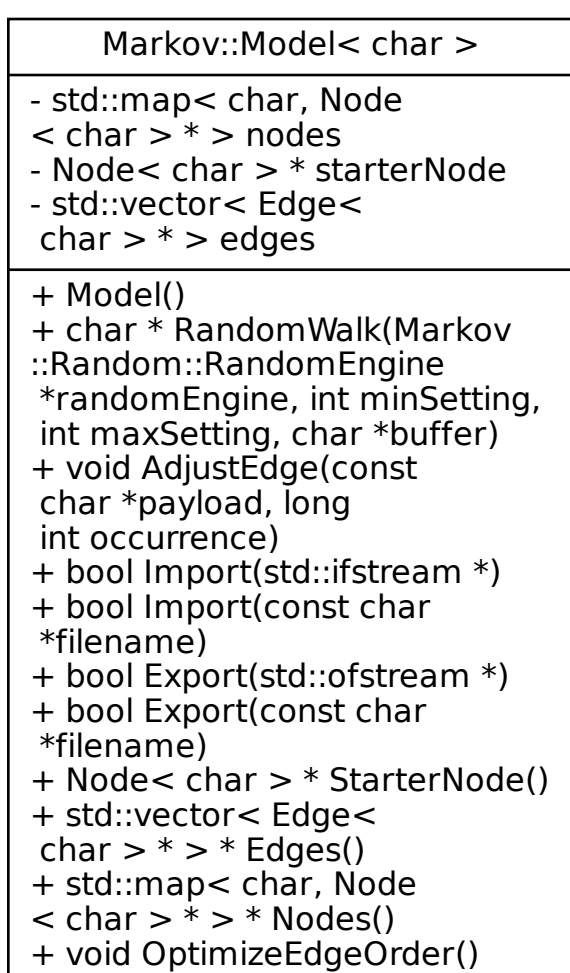 Markov::Model< char >
- std::map< char, Node
< char > * > nodes
- Node< char > * starterNode
- std::vector< Edge<
char > * > edges
+ Model()
+ char * RandomWalk(Markov
::Random::RandomEngine
*randomEngine, int minSetting,
int maxSetting, char *buffer)
+ void AdjustEdge(const
char *payload, long
int occurrence)
+ bool Import(std::ifstream *)
+ bool Import(const char
*filename)
+ bool Export(std::ofstream *)
+ bool Export(const char
*filename)
+ Node< char > * StarterNode()
+ std::vector< Edge<
char > * > * Edges()
+ std::map< char, Node
< char > * > * Nodes()
+ void OptimizeEdgeOrder()